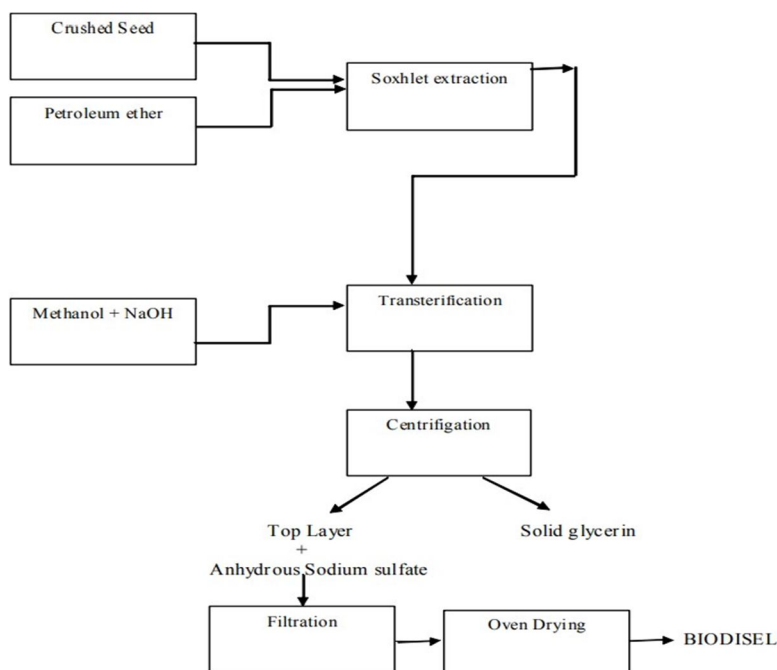 Crushed Seed
Petroleum ether
Soxhlet extraction
Methanol + NaOH
Transterification
Centrifigation
Top Layer
+
Anhydrous Sodium sulfate
Solid glycerin
Filtration
Oven Drying
BIODISEL